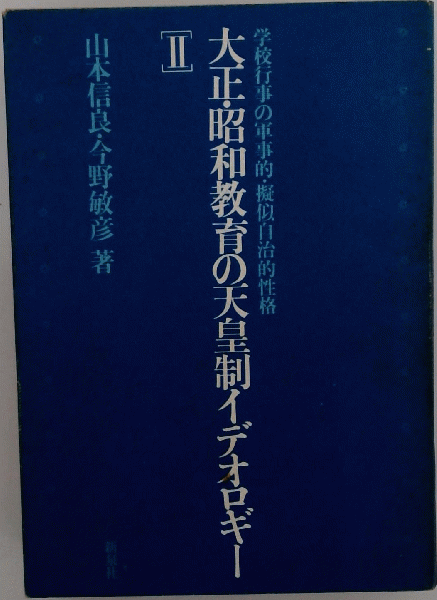 学校行事の軍事的・擬似自治的性格
大正・昭和教育の天皇制イデオロギー
[Ⅱ]
山本信良・今野敏彦 著
新泉社